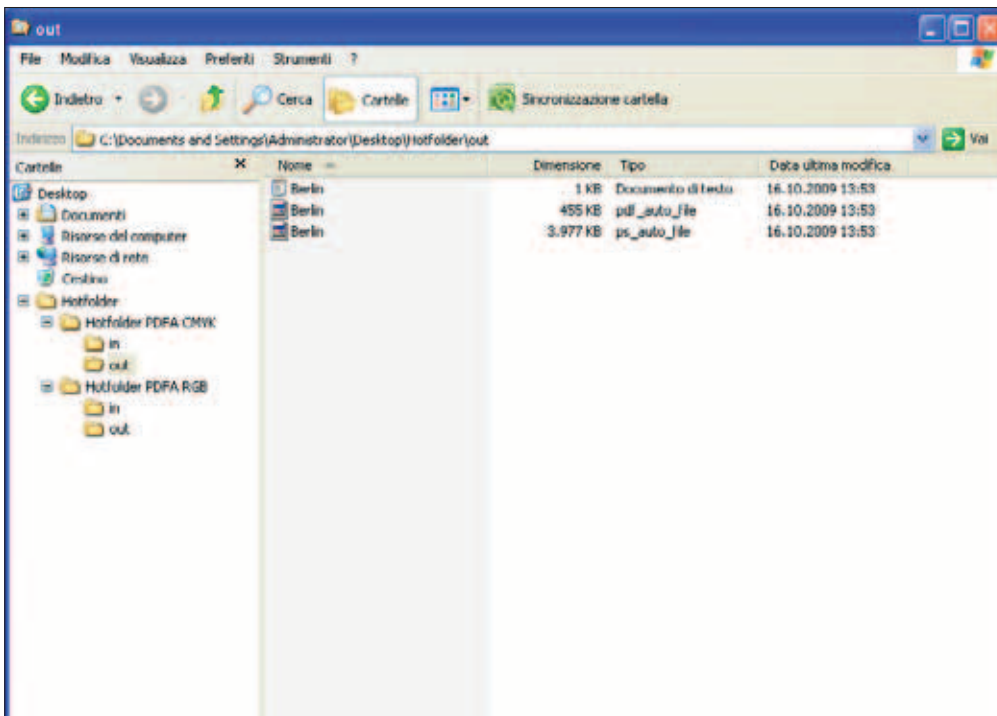 out
File Modifica Visualizza Preferiti Strumenti ?
Indietro Cerca Cartelle Sincronizzazione cartella
Indirizzo C:\Documents and Settings\Administrator\Desktop\Hotfolder\out Vai
Cartelle x Nome Dimensione Tipo Data ultima modifica
Desktop
Documenti
Risorse del computer
Risorse di rete
Cestino
Hotfolder
Hotfolder PDFA CMYK
in
out
Hotfolder PDFA RGB
in
out
Berlin 1 KB Documento di testo 16.10.2009 13:53
Berlin 455 KB pdf_auto_file 16.10.2009 13:53
Berlin 3.977 KB ps_auto_file 16.10.2009 13:53